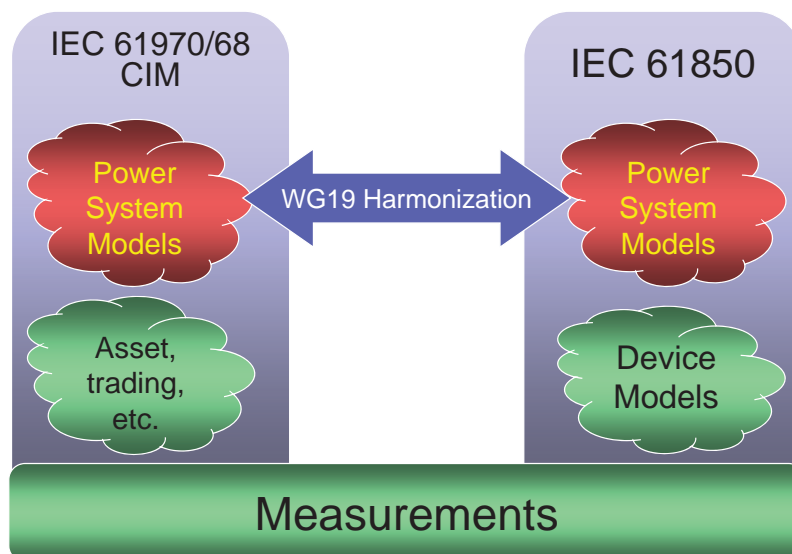 IEC 61970/68
CIM
IEC 61850
Power
System
Models
WG19 Harmonization
Power
System
Models
Asset,
trading,
etc.
Device
Models
Measurements